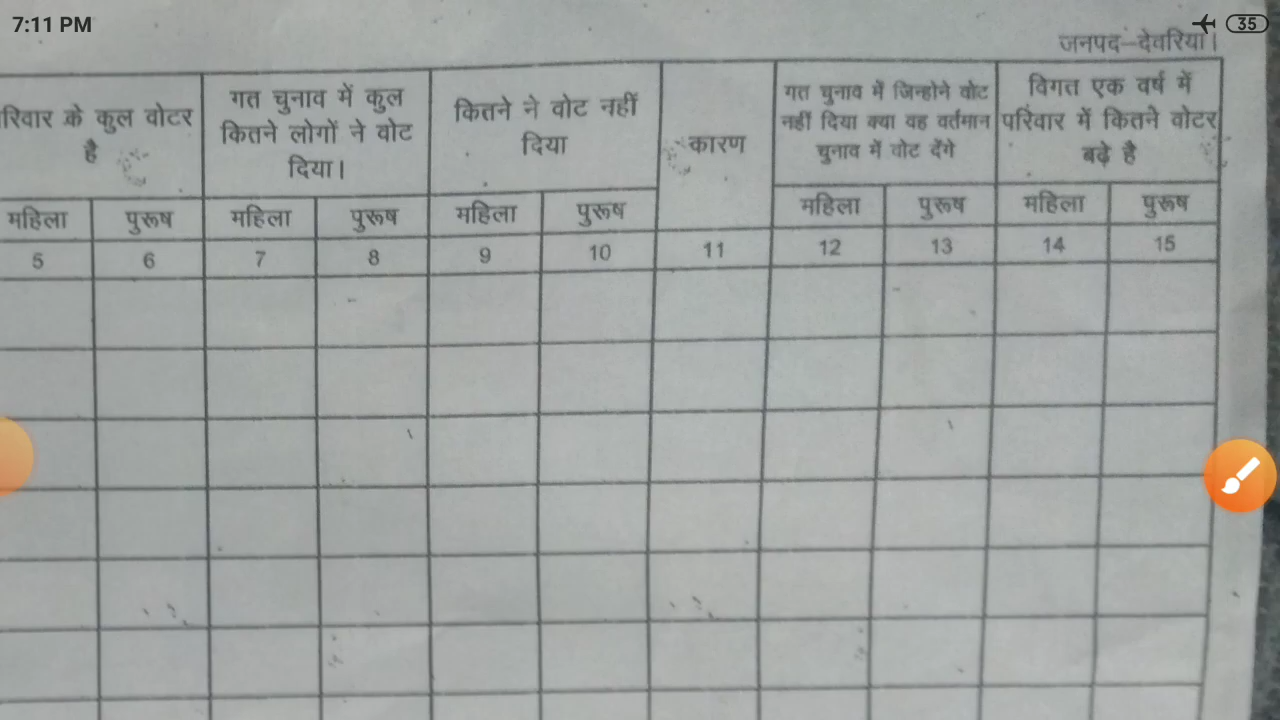 7:11 PM
35
जनपद–देवरिया।
रिवार के कुल वोटर
है
गत चुनाव में कुल
कितने लोगों ने वोट
दिया।
कितने ने वोट नहीं
दिया
कारण
गत चुनाव में जिन्होने वोट
नहीं दिया क्या वह वर्तमान
चुनाव में वोट देंगे
विगत एक वर्ष में
परिवार में कितने वोटर
बढ़े है
महिला पुरूष महिला पुरूष महिला पुरूष महिला पुरूष महिला पुरूष
5 6 7 8 9 10 11 12 13 14 15